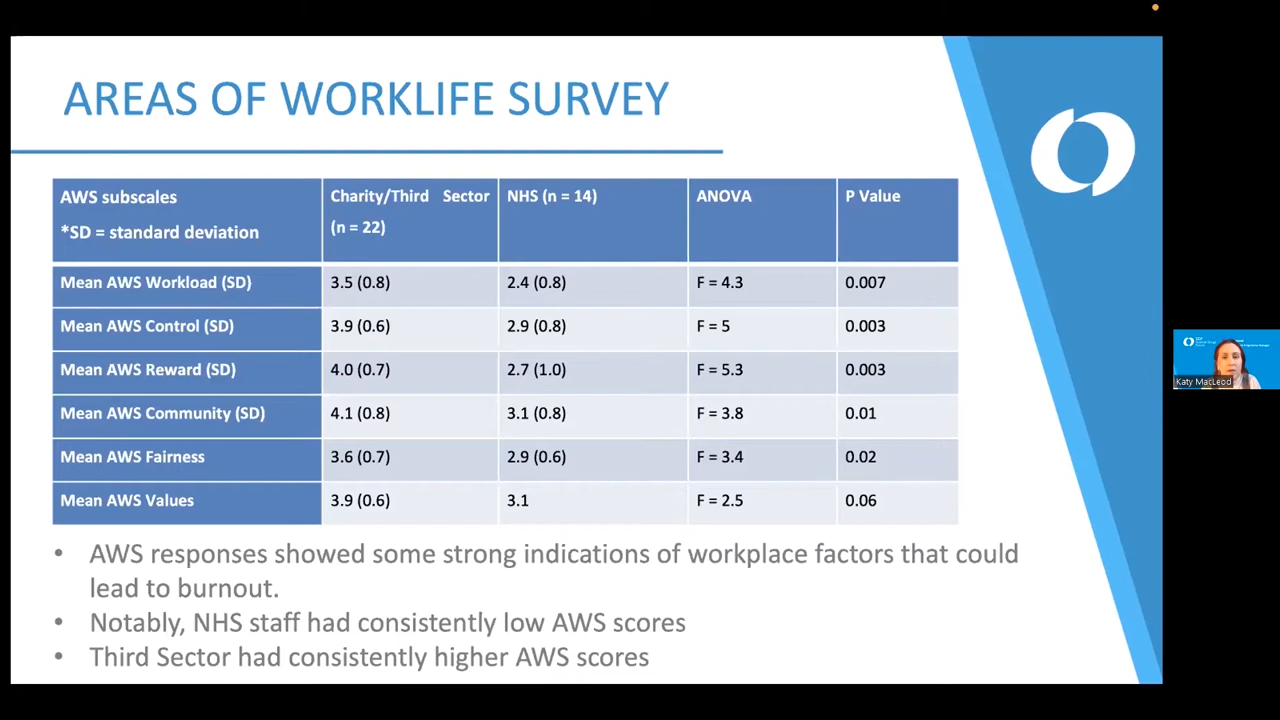 AREAS OF WORKLIFE SURVEY
AWS subscales
*SD = standard deviation
Charity/Third Sector
(n = 22)
NHS (n = 14)
ANOVA
P Value
Mean AWS Workload (SD) 3.5 (0.8) 2.4 (0.8) F = 4.3 0.007
Mean AWS Control (SD) 3.9 (0.6) 2.9 (0.8) F = 5 0.003
Mean AWS Reward (SD) 4.0 (0.7) 2.7 (1.0) F = 5.3 0.003
Mean AWS Community (SD) 4.1 (0.8) 3.1 (0.8) F = 3.8 0.01
Mean AWS Fairness 3.6 (0.7) 2.9 (0.6) F = 3.4 0.02
Mean AWS Values 3.9 (0.6) 3.1 F = 2.5 0.06
• AWS responses showed some strong indications of workplace factors that could
lead to burnout.
• Notably, NHS staff had consistently low AWS scores
• Third Sector had consistently higher AWS scores
Katy MacLeod